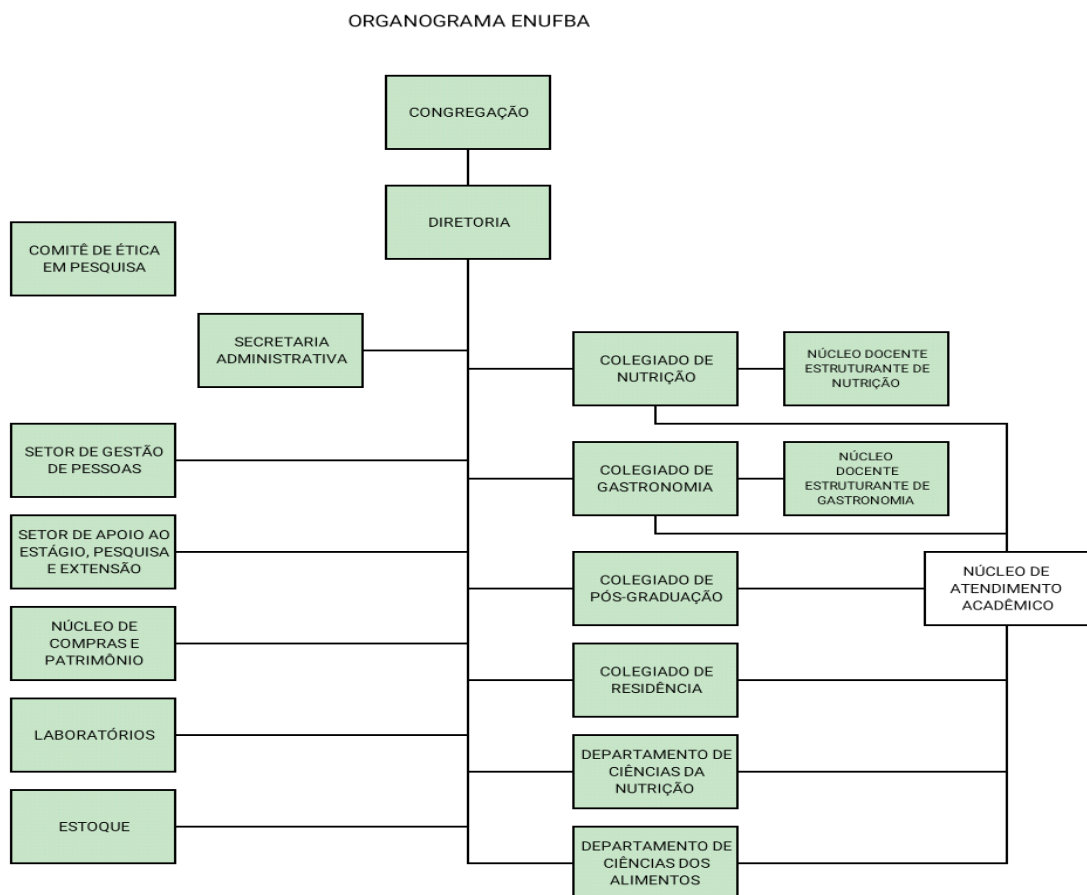 ORGANOGRAMA ENUFBA
CONGREGAÇÃO
DIRETORIA
COMITÊ DE ÉTICA
EM PESQUISA
SECRETARIA
ADMINISTRATIVA
COLEGIADO DE
NUTRIÇÃO
NÚCLEO DOCENTE
ESTRUTURANTE DE
NUTRIÇÃO
SETOR DE GESTÃO
DE PESSOAS
COLEGIADO DE
GASTRONOMIA
NÚCLEO
DOCENTE
ESTRUTURANTE DE
GASTRONOMIA
SETOR DE APOIO AO
ESTÁGIO, PESQUISA
E EXTENSÃO
COLEGIADO DE
PÓS-GRADUAÇÃO
NÚCLEO DE
ATENDIMENTO
ACADÊMICO
NÚCLEO DE
COMPRAS E
PATRIMÔNIO
COLEGIADO DE
RESIDÊNCIA
LABORATÓRIOS
DEPARTAMENTO DE
CIÊNCIAS DA
NUTRIÇÃO
ESTOQUE
DEPARTAMENTO DE
CIÊNCIAS DOS
ALIMENTOS